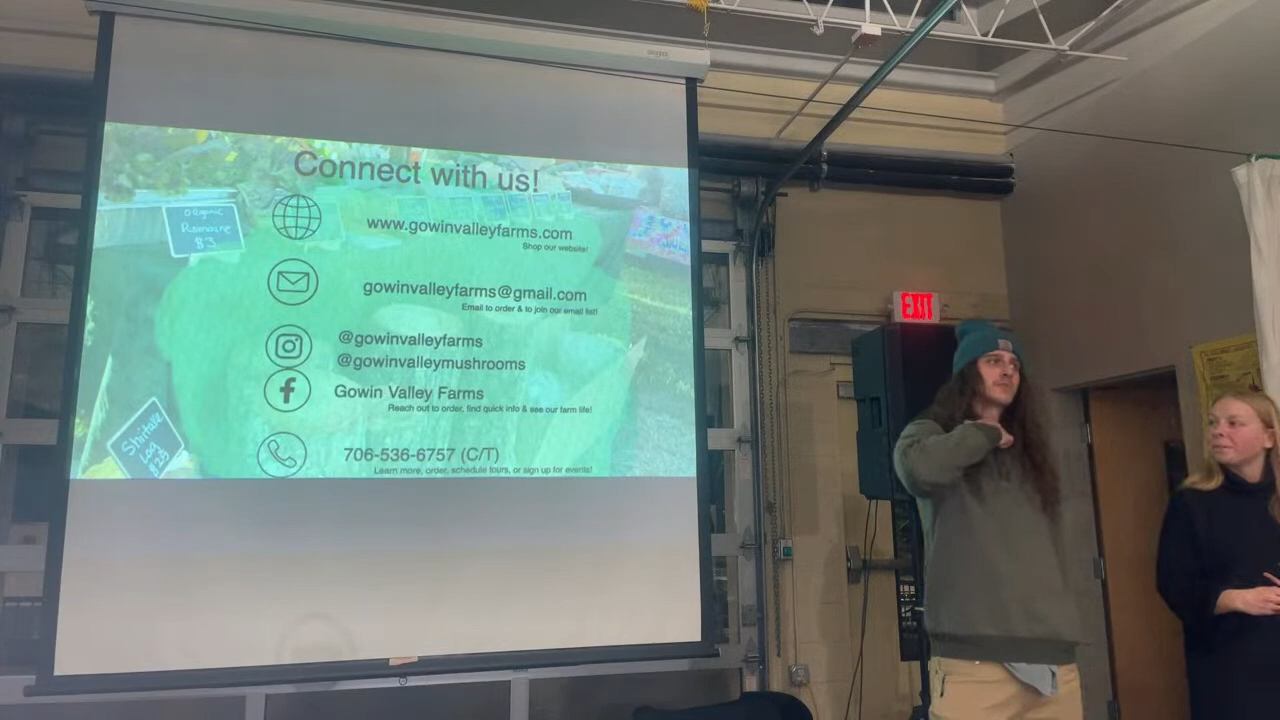 Connect with us!
www.gowinvalleyfarms.com
Shop our website!
gowinvalleyfarms@gmail.com
Email to order & to join our email list!
@gowinvalleyfarms
@gowinvalleymushrooms
Gowin Valley Farms
Reach out to order, find quick info & see our farm life!
706-536-6757 (C/T)
Learn more, order, schedule tours, or sign up for events!
Organic
Romaine
$3
Shiitake
Log
$25
EXIT